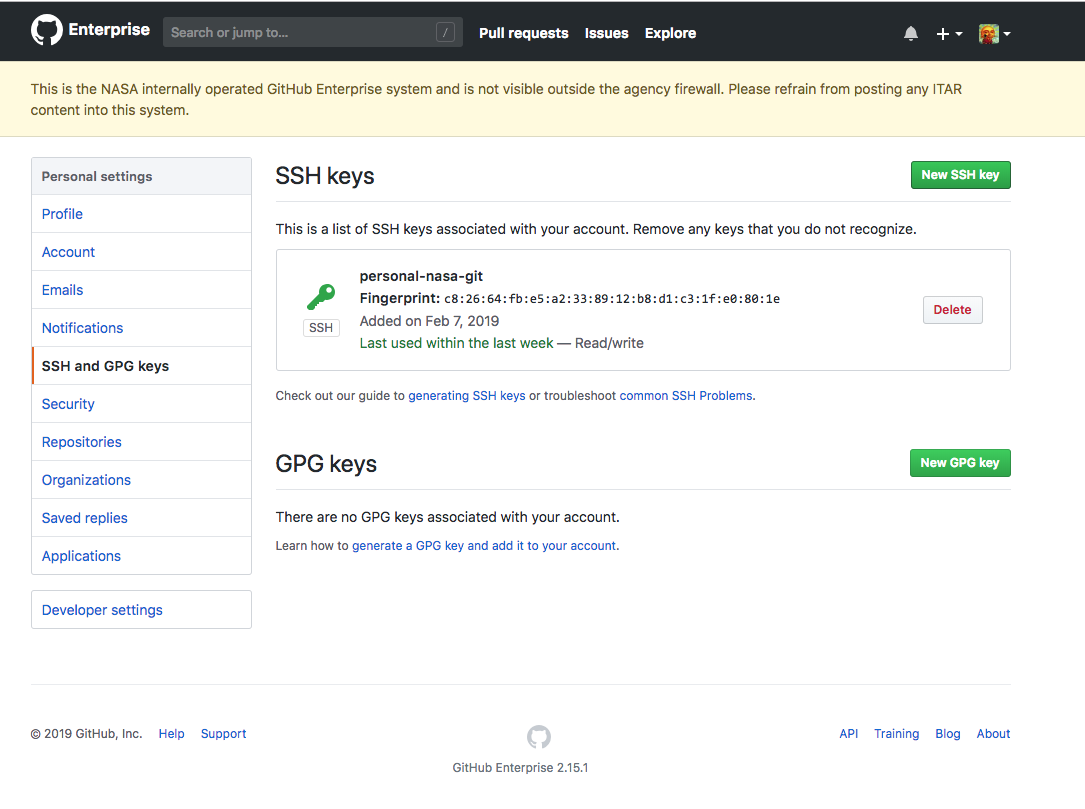 Enterprise
Search or jump to...
/
Pull requests
Issues
Explore
This is the NASA internally operated GitHub Enterprise system and is not visible outside the agency firewall. Please refrain from posting any ITAR
content into this system.
Personal settings
Profile
Account
Emails
Notifications
SSH and GPG keys
Security
Repositories
Organizations
Saved replies
Applications
Developer settings
SSH keys
New SSH key
This is a list of SSH keys associated with your account. Remove any keys that you do not recognize.
SSH
personal-nasa-git
Fingerprint: c8:26:64:fb:e5:a2:33:89:12:b8:d1:c3:1f:e0:80:1e
Added on Feb 7, 2019
Last used within the last week — Read/write
Delete
Check out our guide to generating SSH keys or troubleshoot common SSH Problems.
GPG keys
New GPG key
There are no GPG keys associated with your account.
Learn how to generate a GPG key and add it to your account.
© 2019 GitHub, Inc. Help Support
GitHub Enterprise 2.15.1
API Training Blog About